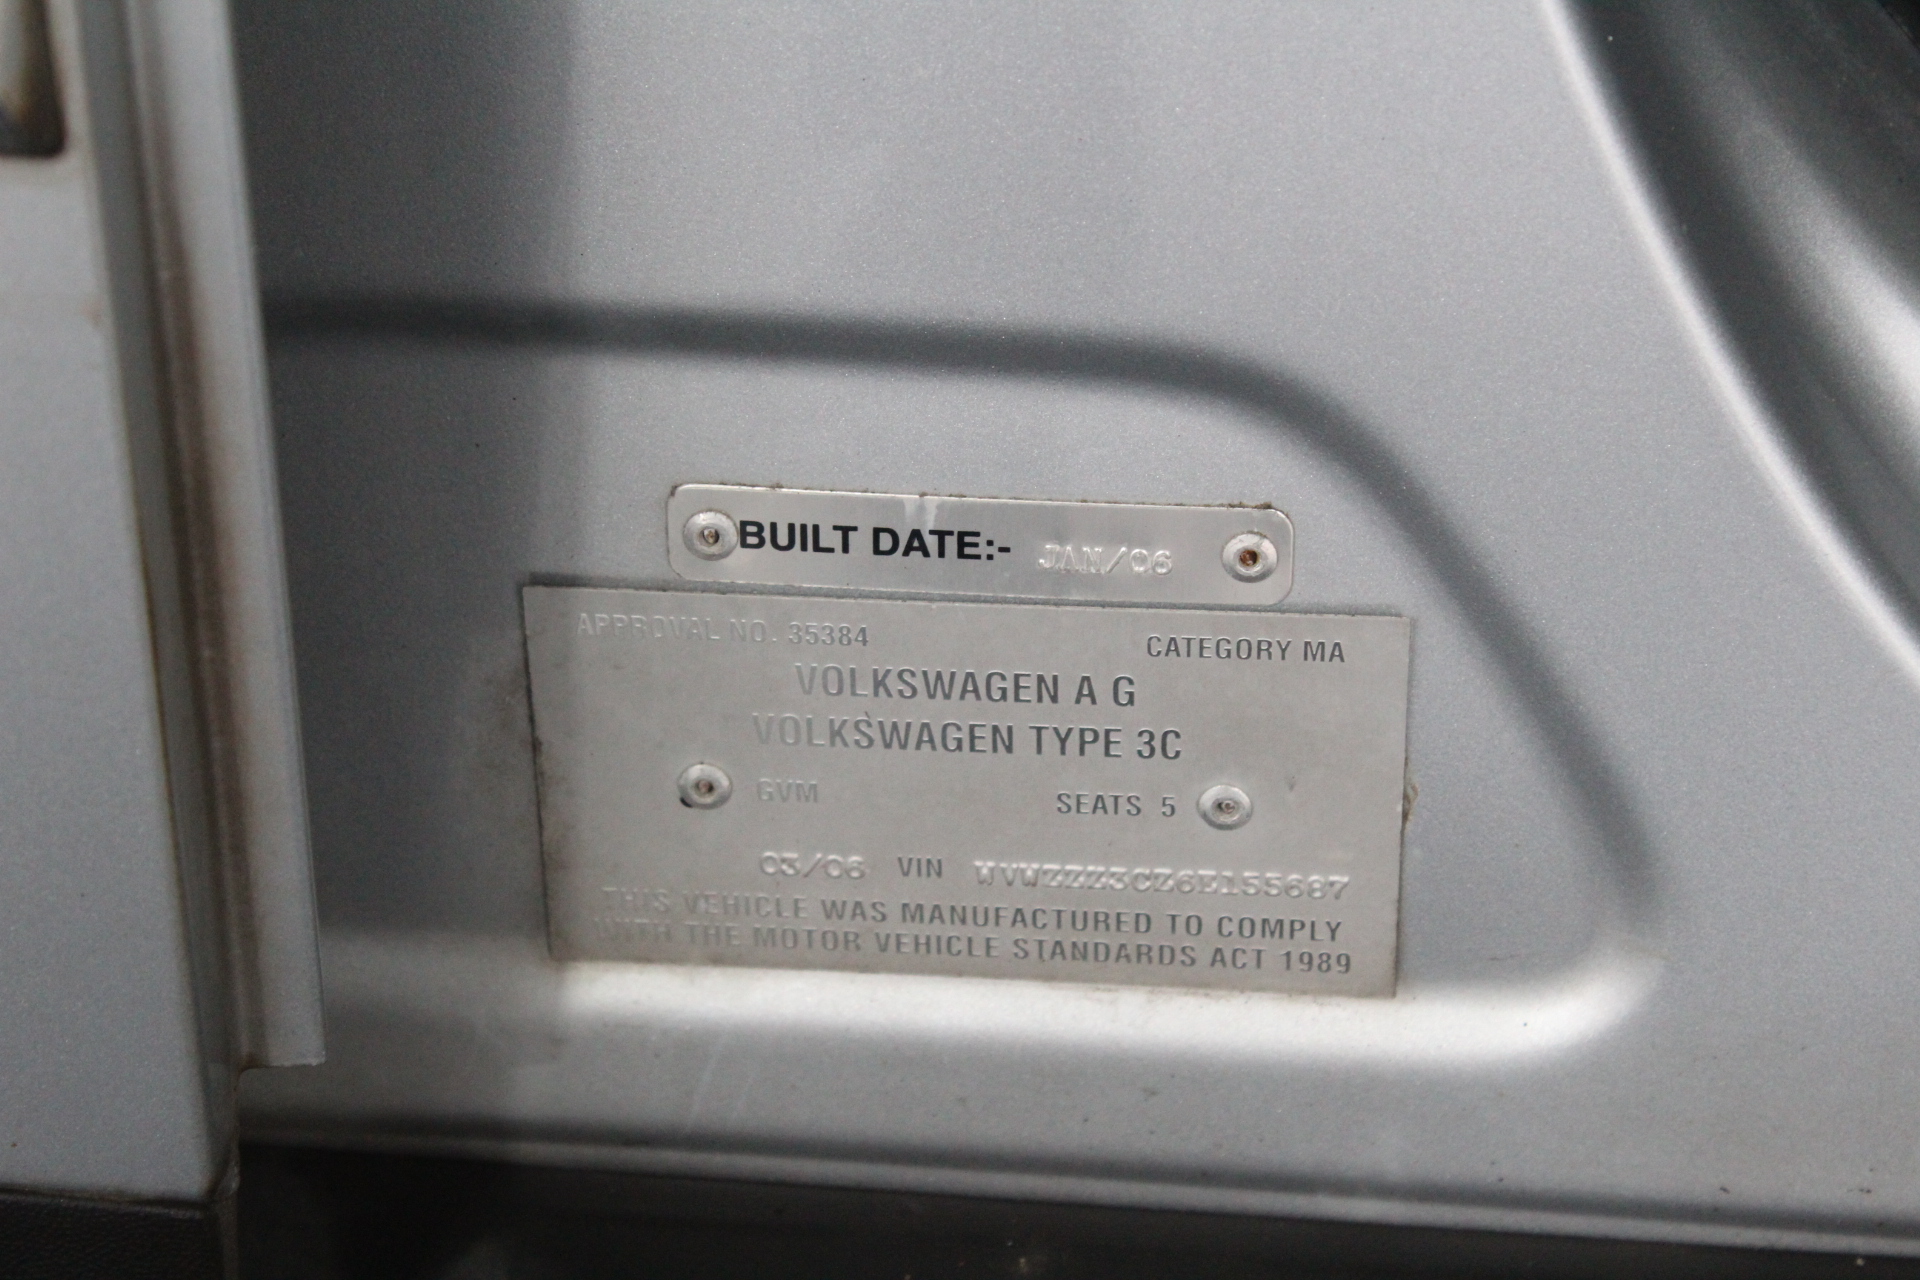 BUILT DATE:- JAN/06
APPROVAL NO. 35384 CATEGORY MA
VOLKSWAGEN A G
VOLKSWAGEN TYPE 3C
GVM SEATS 5
03/06 VIN WVWZZZ3CZ6E155687
THIS VEHICLE WAS MANUFACTURED TO COMPLY
WITH THE MOTOR VEHICLE STANDARDS ACT 1989